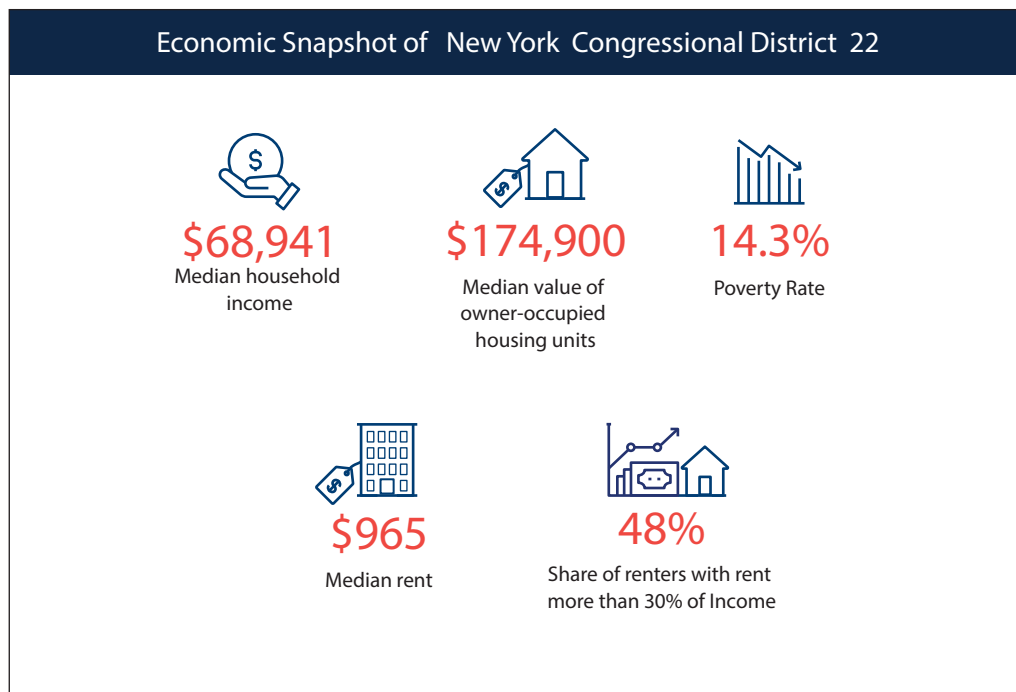 Economic Snapshot of New York Congressional District 22
$68,941
Median household
income
$174,900
Median value of
owner-occupied
housing units
14.3%
Poverty Rate
$965
Median rent
48%
Share of renters with rent
more than 30% of Income